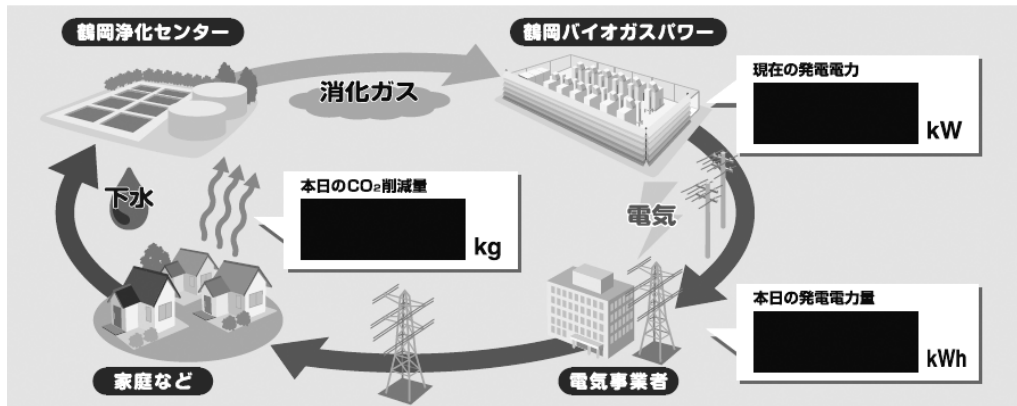 鶴岡浄化センター
鶴岡バイオガスパワー
消化ガス
現在の発電電力
kW
下水
本日のCO₂削減量
kg
電気
本日の発電電力量
kWh
家庭など
電気事業者